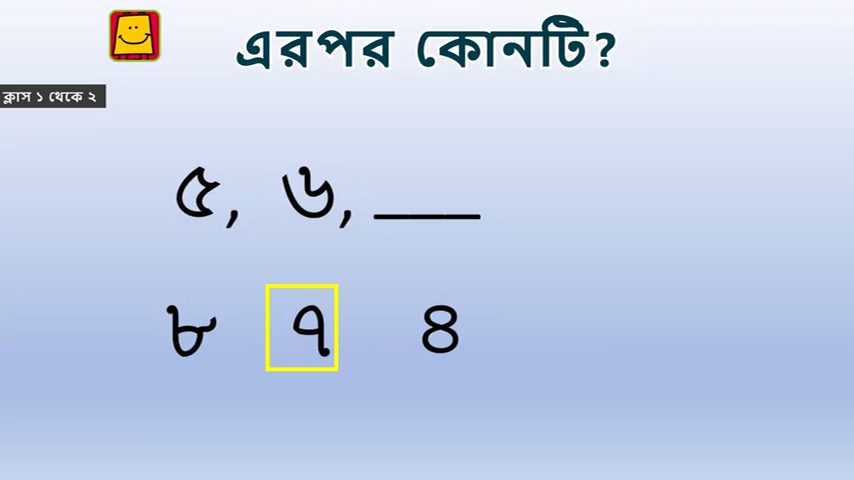 এরপর কোনটি?
ক্লাস ১ থেকে ২
৫, ৬, ___
৮ ৭ ৪